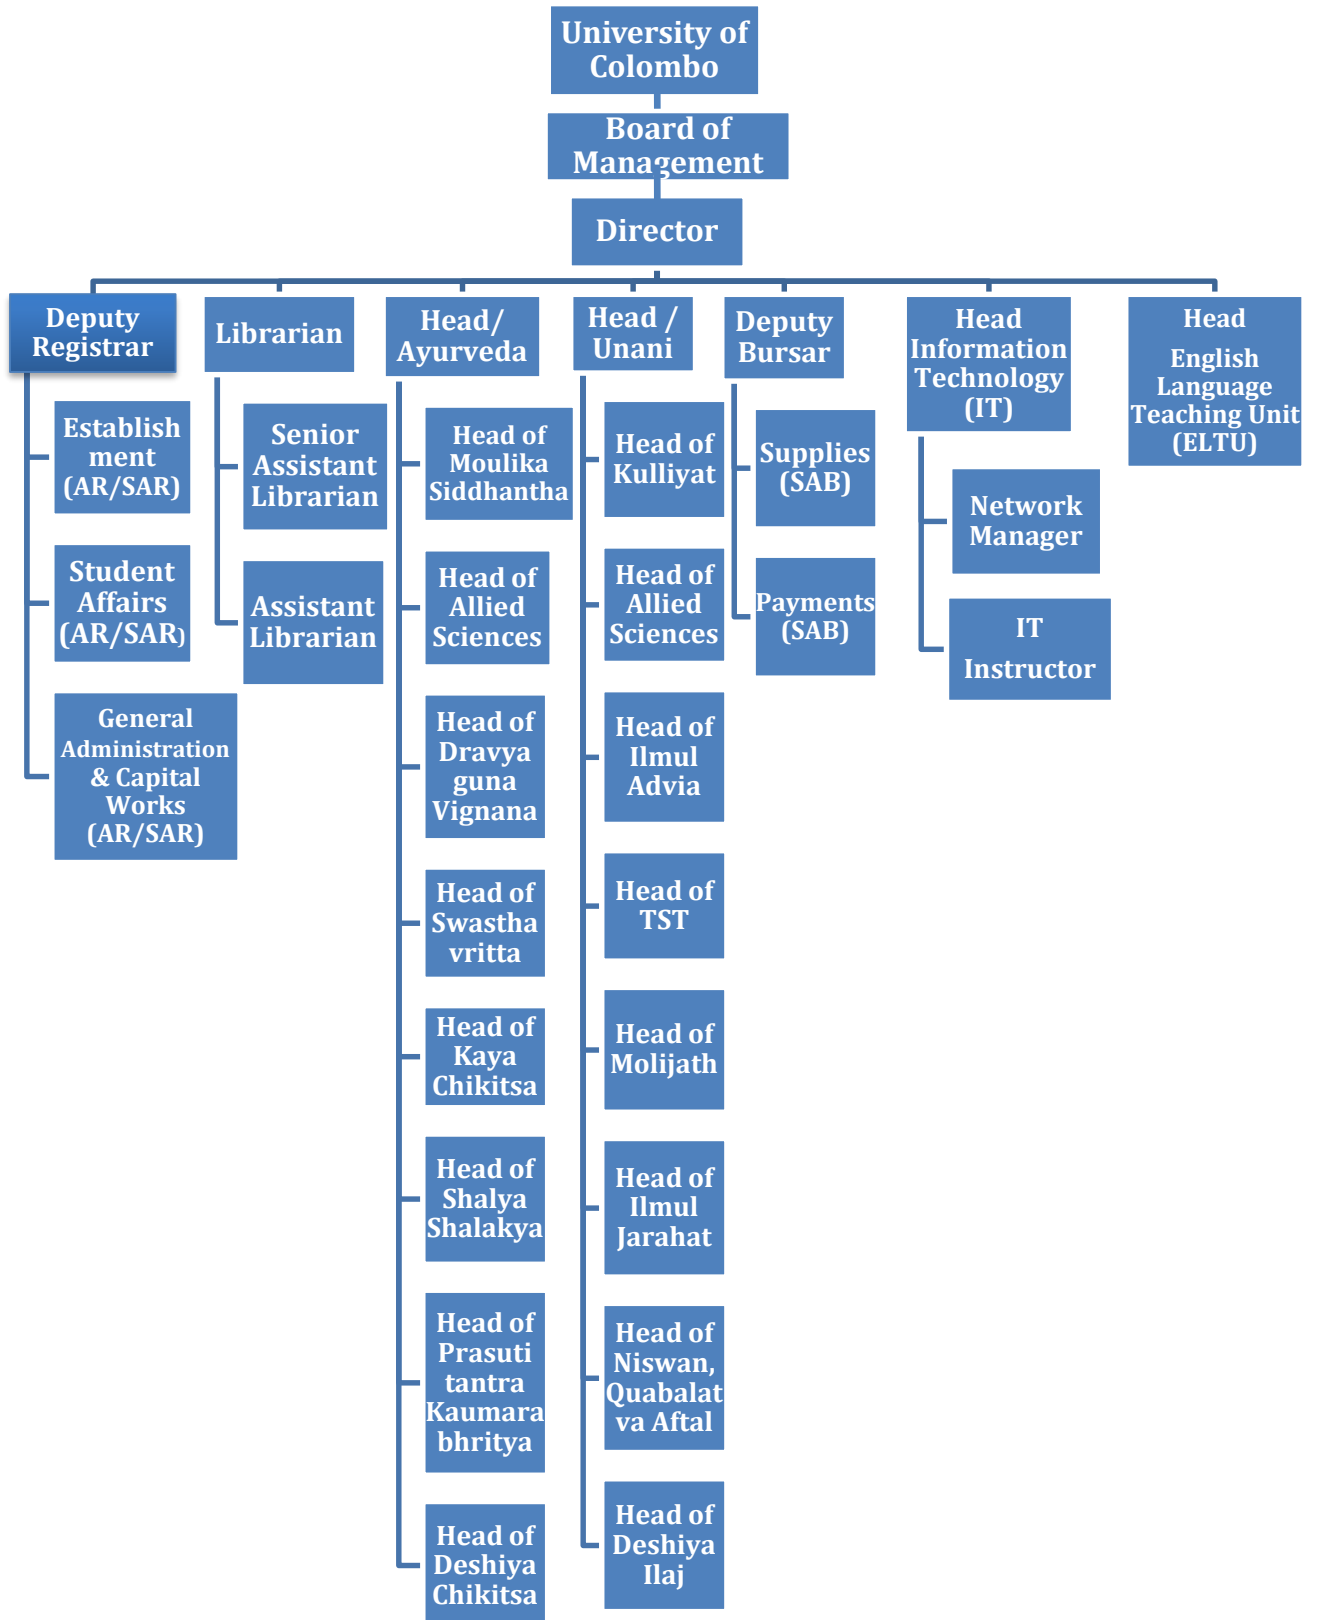 University of
Colombo
Board of
Management
Director
Deputy
Registrar
Establish
ment
(AR/SAR)
Student
Affairs
(AR/SAR)
General
Administration
& Capital
Works
(AR/SAR)
Librarian
Senior
Assistant
Librarian
Assistant
Librarian
Head/
Ayurveda
Head of
Moulika
Siddhantha
Head of
Allied
Sciences
Head of
Dravya
guna
Vignana
Head of
Swastha
vritta
Head of
Kaya
Chikitsa
Head of
Shalya
Shalakya
Head of
Prasuti
tantra
Kaumara
bhritya
Head of
Deshiya
Chikitsa
Head /
Unani
Head of
Kulliyat
Head of
Allied
Sciences
Head of
Ilmul
Advia
Head of
TST
Head of
Molijath
Head of
Ilmul
Jarahat
Head of
Niswan,
Quabalat
va Aftal
Head of
Deshiya
Ilaj
Deputy
Bursar
Supplies
(SAB)
Payments
(SAB)
Head
Information
Technology
(IT)
Network
Manager
IT
Instructor
Head
English
Language
Teaching Unit
(ELTU)